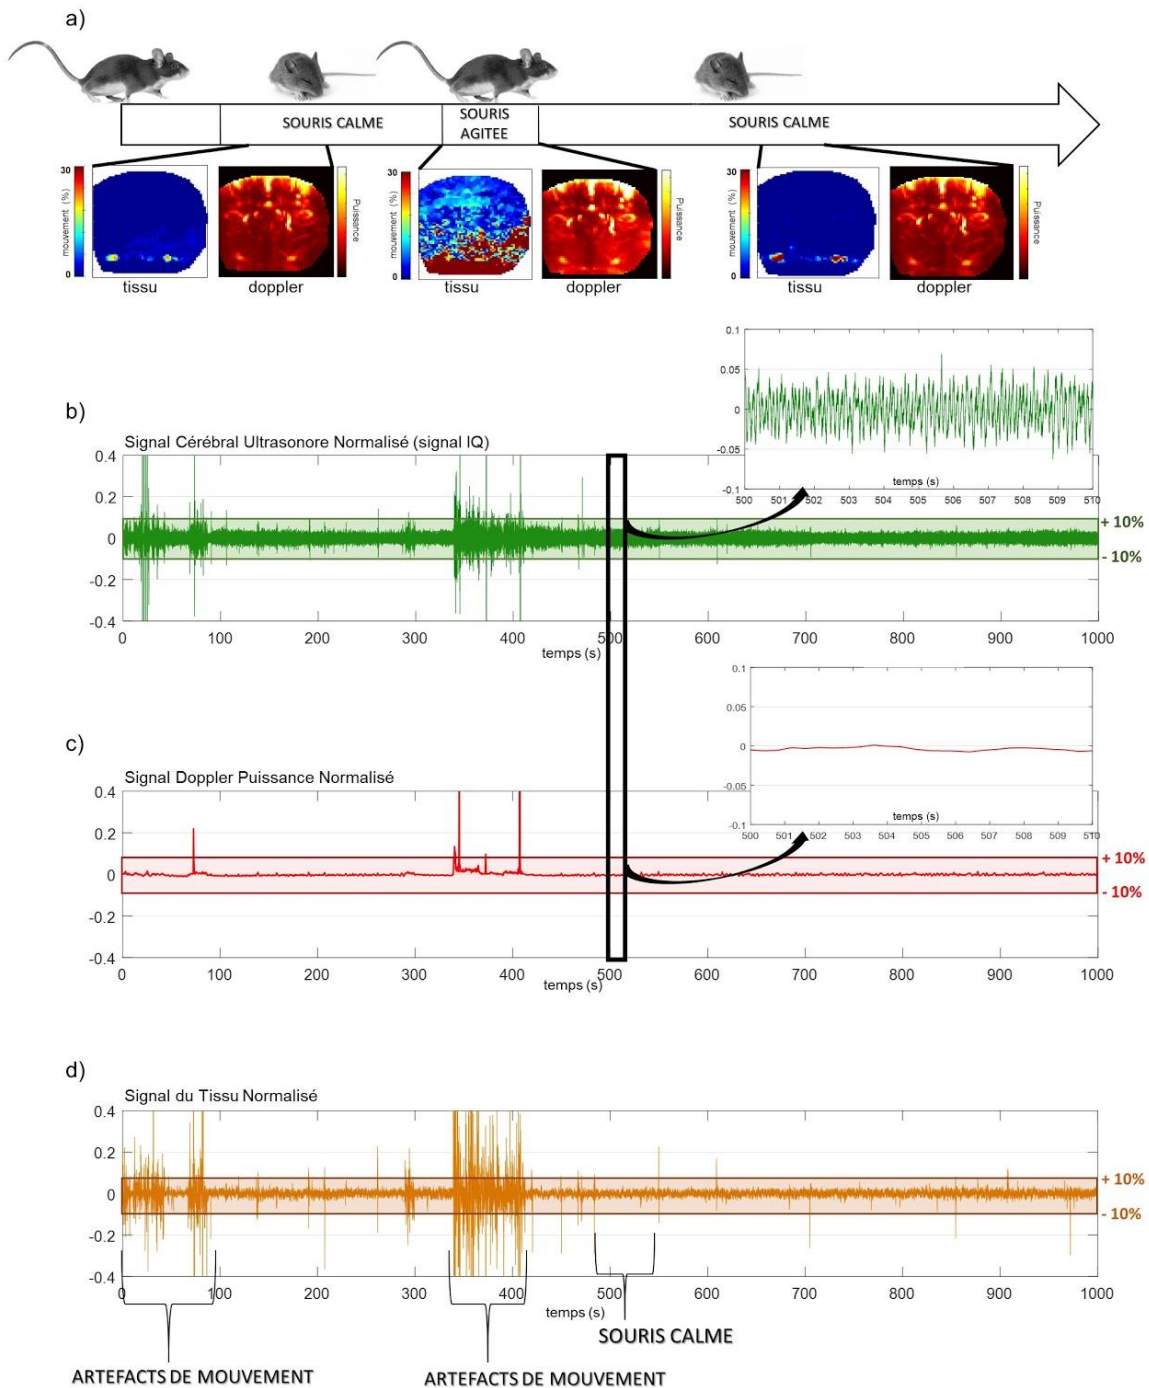 a)
SOURIS CALME
SOURIS
AGITEE
SOURIS CALME
30
mouvement (%)
0
Puissance
tissu
doppler
30
mouvement (%)
0
Puissance
tissu
doppler
30
mouvement (%)
0
Puissance
tissu
doppler
b)
Signal Cérébral Ultrasonore Normalisé (signal IQ)
0.1
0.05
0
-0.05
-0.1
temps (s)
500 501 502 503 504 505 506 507 508 509 510
0.4
0.2
0
-0.2
-0.4
+ 10%
- 10%
0 100 200 300 400 500 600 700 800 900 1000
temps (s)
c)
Signal Doppler Puissance Normalisé
0.1
0.05
0
-0.05
-0.1
temps (s)
500 501 502 503 504 505 506 507 508 509 510
0.4
0.2
0
-0.2
-0.4
+ 10%
- 10%
0 100 200 300 400 500 600 700 800 900 1000
temps (s)
d)
Signal du Tissu Normalisé
0.4
0.2
0
-0.2
-0.4
+ 10%
- 10%
0 100 200 300 400 500 600 700 800 900 1000
temps (s)
SOURIS CALME
ARTEFACTS DE MOUVEMENT
ARTEFACTS DE MOUVEMENT